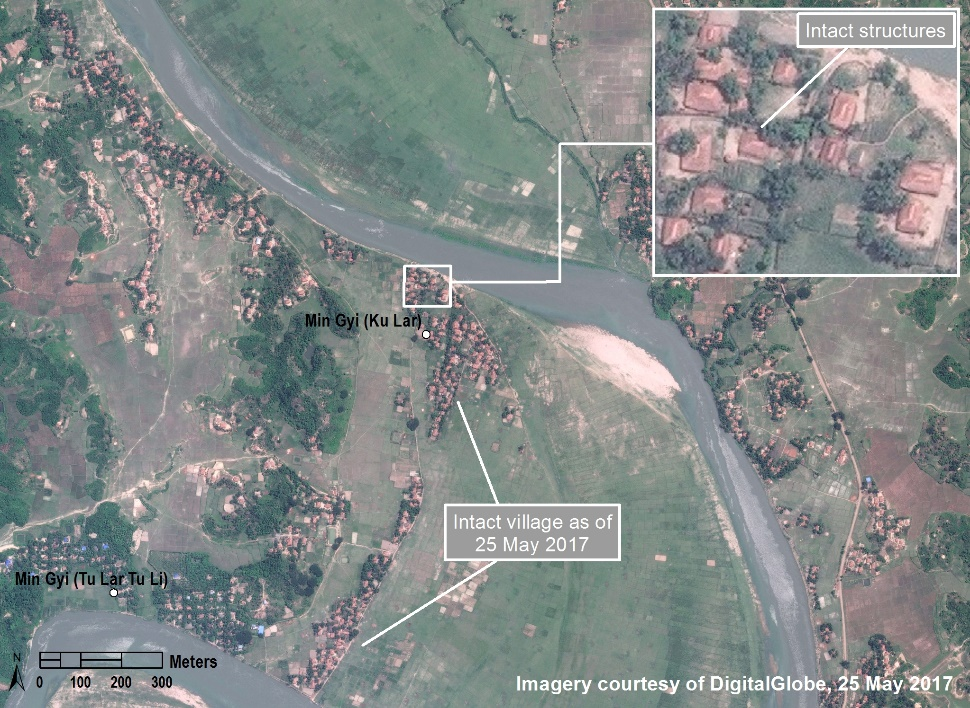 Intact structures
Min Gyi (Ku Lar)
Intact village as of
25 May 2017
Min Gyi (Tu Lar Tu Li)
N
Meters
0 100 200 300
Imagery courtesy of DigitalGlobe, 25 May 2017